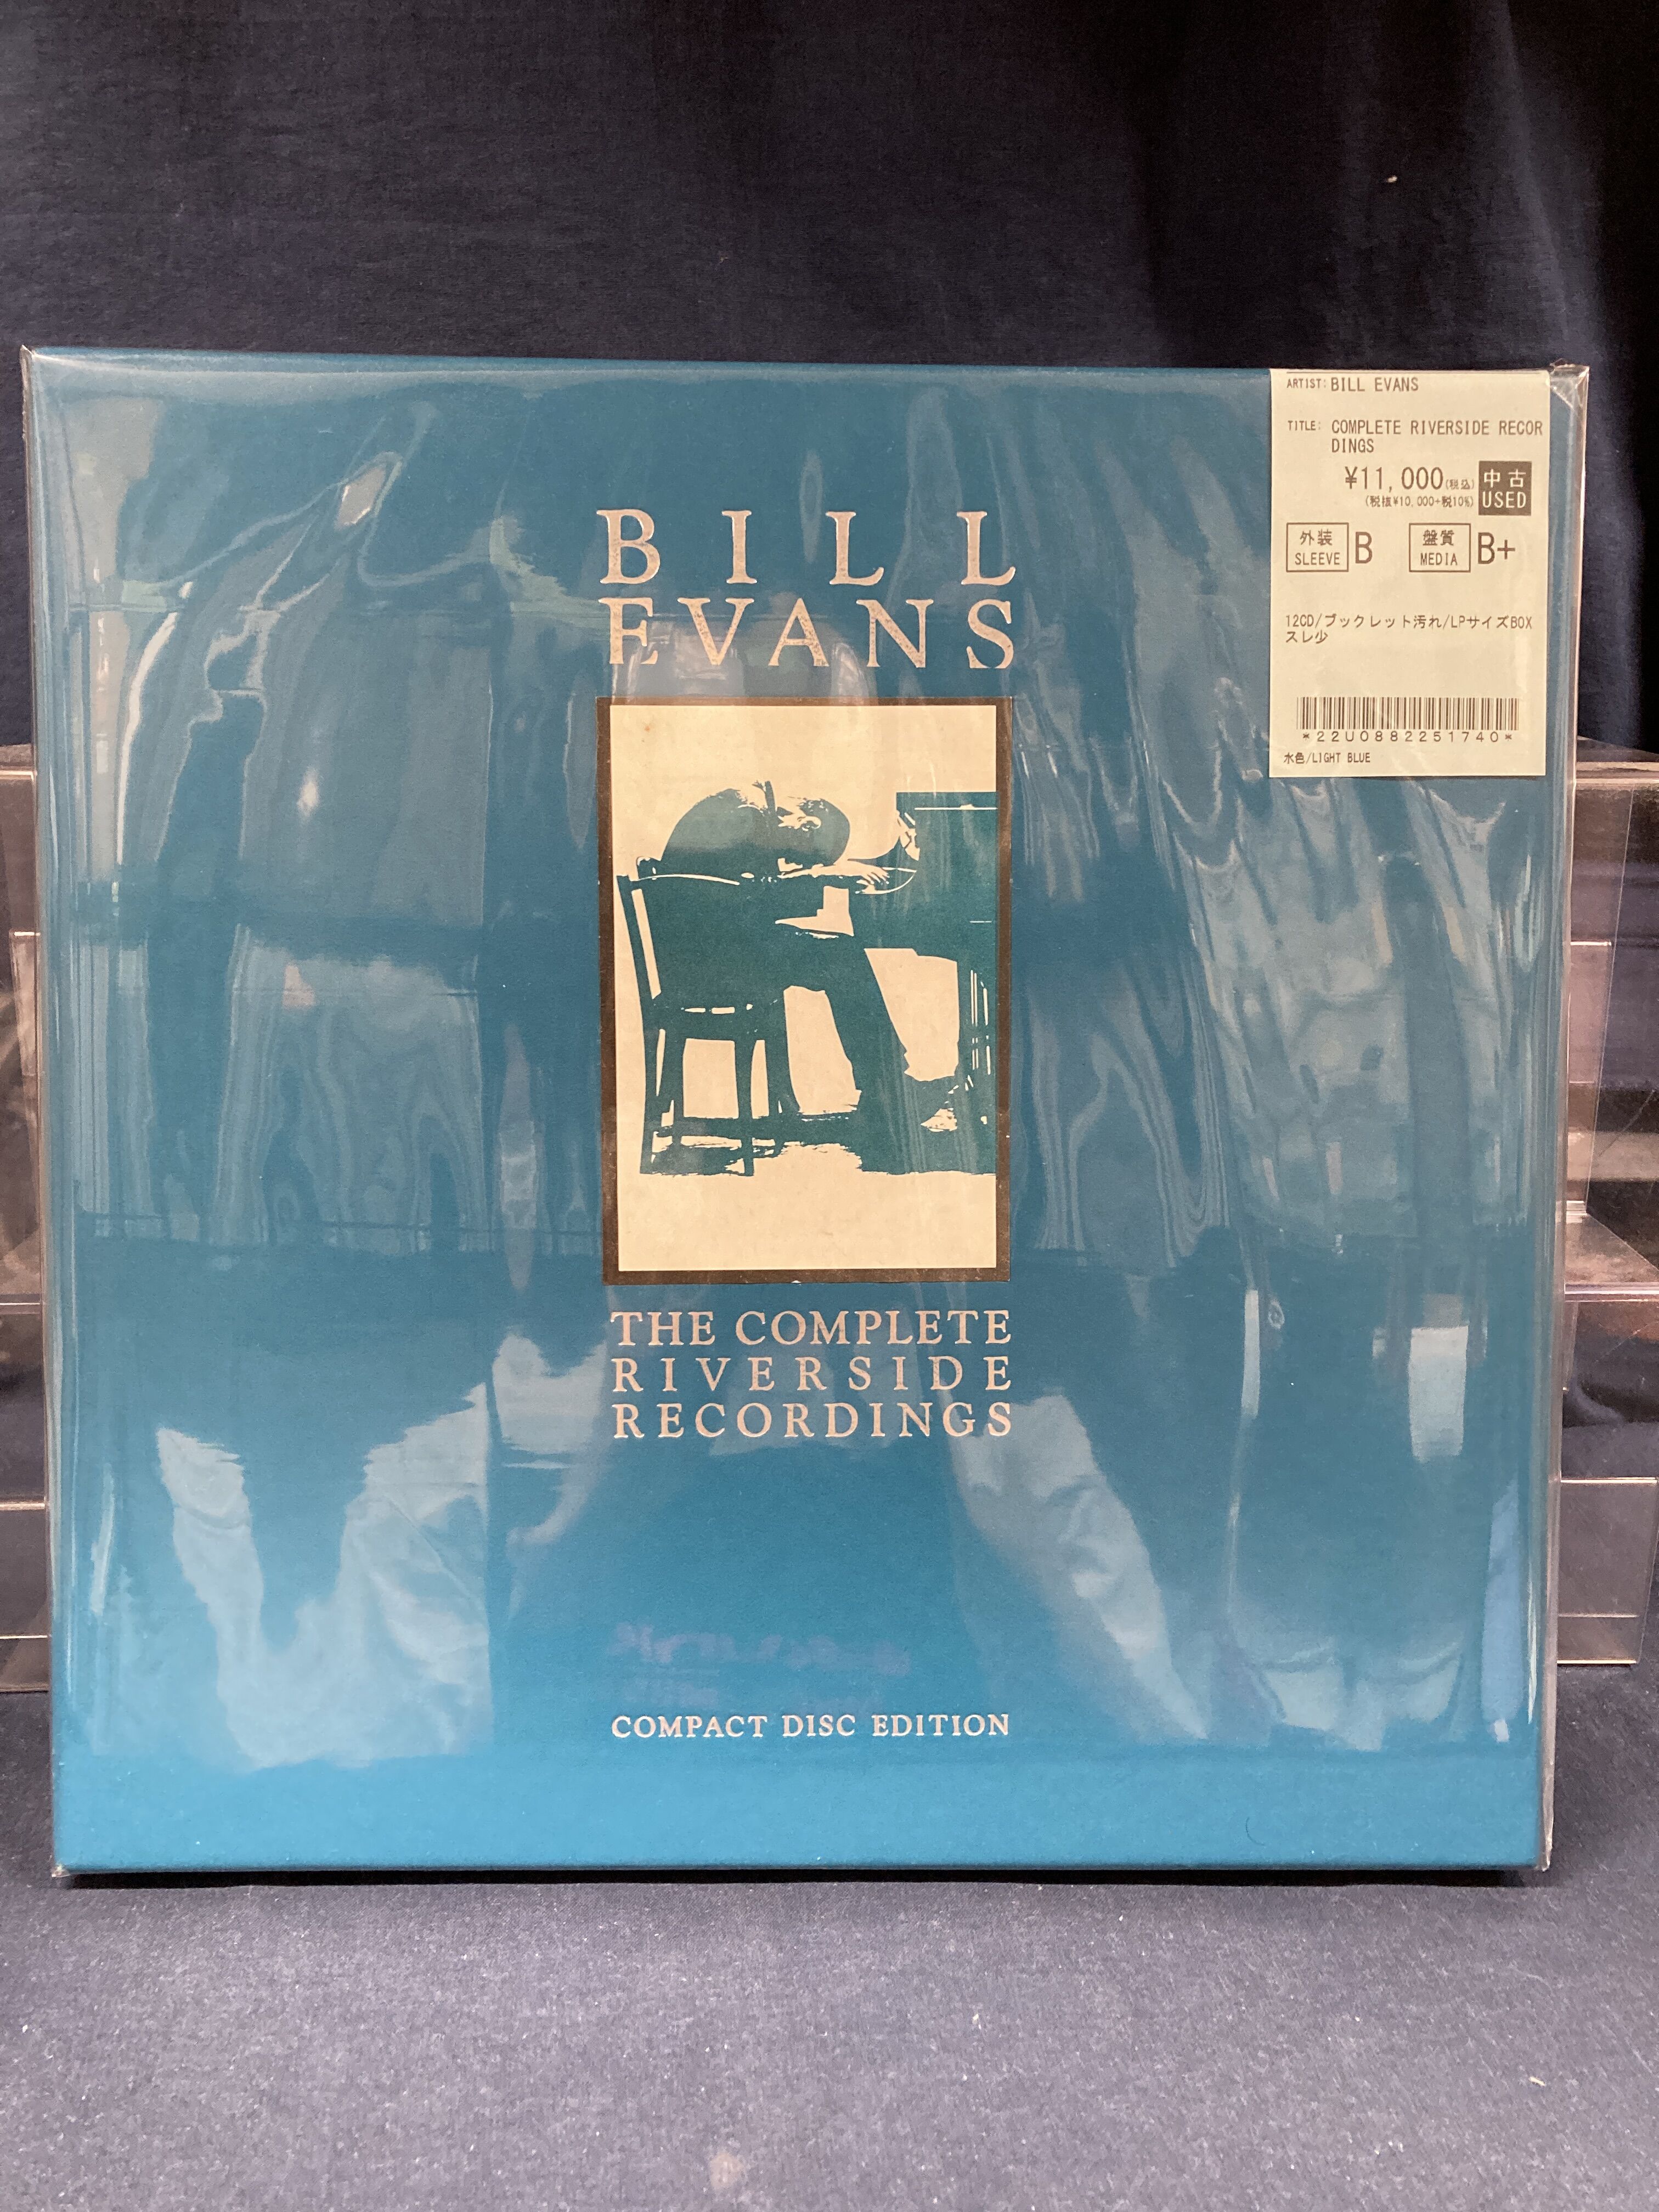 ARTIST: BILL EVANS
TITLE: COMPLETE RIVERSIDE RECOR
DINGS
¥11,000(税込)
(税抜¥10,000+税10%)
中古
USED
外装
SLEEVE B
盤質
MEDIA B+
12CD/ブックレット汚れ/LPサイズBOX
スレ少
*22U0882251740*
水色/LIGHT BLUE
BILL
EVANS
THE COMPLETE
RIVERSIDE
RECORDINGS
COMPACT DISC EDITION